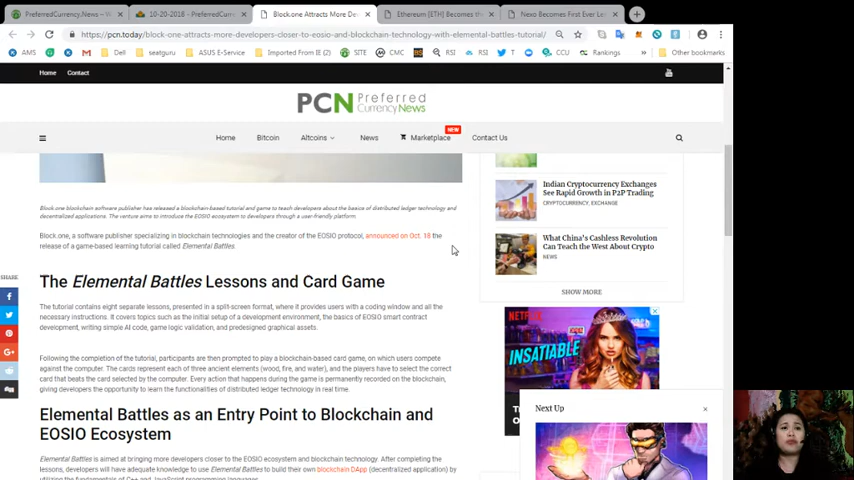 PreferredCurrency.News –
10-20-2018 - PreferredCurr
Block.one Attracts More De
Ethereum [ETH] Becomes th
Nexo Becomes First Ever Le
https://pcn.today/block-one-attracts-more-developers-closer-to-eosio-and-blockchain-technology-with-elemental-battles-tutorial/
AMS
seatguru
ASUS E-Service
Imported From IE (2)
SITE
CMC
RSI
RSI
CCU
Rankings
Other bookmarks
Home
Contact
PCN Preferred
Currency News
Home
Bitcoin
Altcoins
News
Marketplace
NEW
Contact Us
Block.one blockchain software publisher has released a blockchain-based tutorial and game to teach developers about the basics of distributed ledger technology and
decentralized applications. The venture aims to introduce the EOSIO ecosystem to developers through a user-friendly platform.
Block.one, a software publisher specializing in blockchain technologies and the creator of the EOSIO protocol, announced on Oct. 18 the
release of a game-based learning tutorial called Elemental Battles.
The Elemental Battles Lessons and Card Game
The tutorial contains eight separate lessons, presented in a split-screen format, where it provides users with a coding window and all the
necessary instructions. It covers topics such as the initial setup of a development environment, the basics of EOSIO smart contract
development, writing simple AI code, game logic validation, and predesigned graphical assets.
Following the completion of the tutorial, participants are then prompted to play a blockchain-based card game, on which users compete
against the computer. The cards represent each of three ancient elements (wood, fire, and water), and the players have to select the correct
card that beats the card selected by the computer. Every action that happens during the game is permanently recorded on the blockchain,
giving developers the opportunity to learn the functionalities of distributed ledger technology in real time.
Elemental Battles as an Entry Point to Blockchain and
EOSIO Ecosystem
Elemental Battles is aimed at bringing more developers closer to the EOSIO ecosystem and blockchain technology. After completing the
lessons, developers will have adequate knowledge to use Elemental Battles to build their own blockchain DApp (decentralized application) by
utilizing the fundamentals of C++ and JavaScript programming languages.
Indian Cryptocurrency Exchanges
See Rapid Growth in P2P Trading
CRYPTOCURRENCY, EXCHANGE
What China's Cashless Revolution
Can Teach the West About Crypto
NEWS
SHOW MORE
NETFLIX
INSATIABLE
Next Up
SHARE